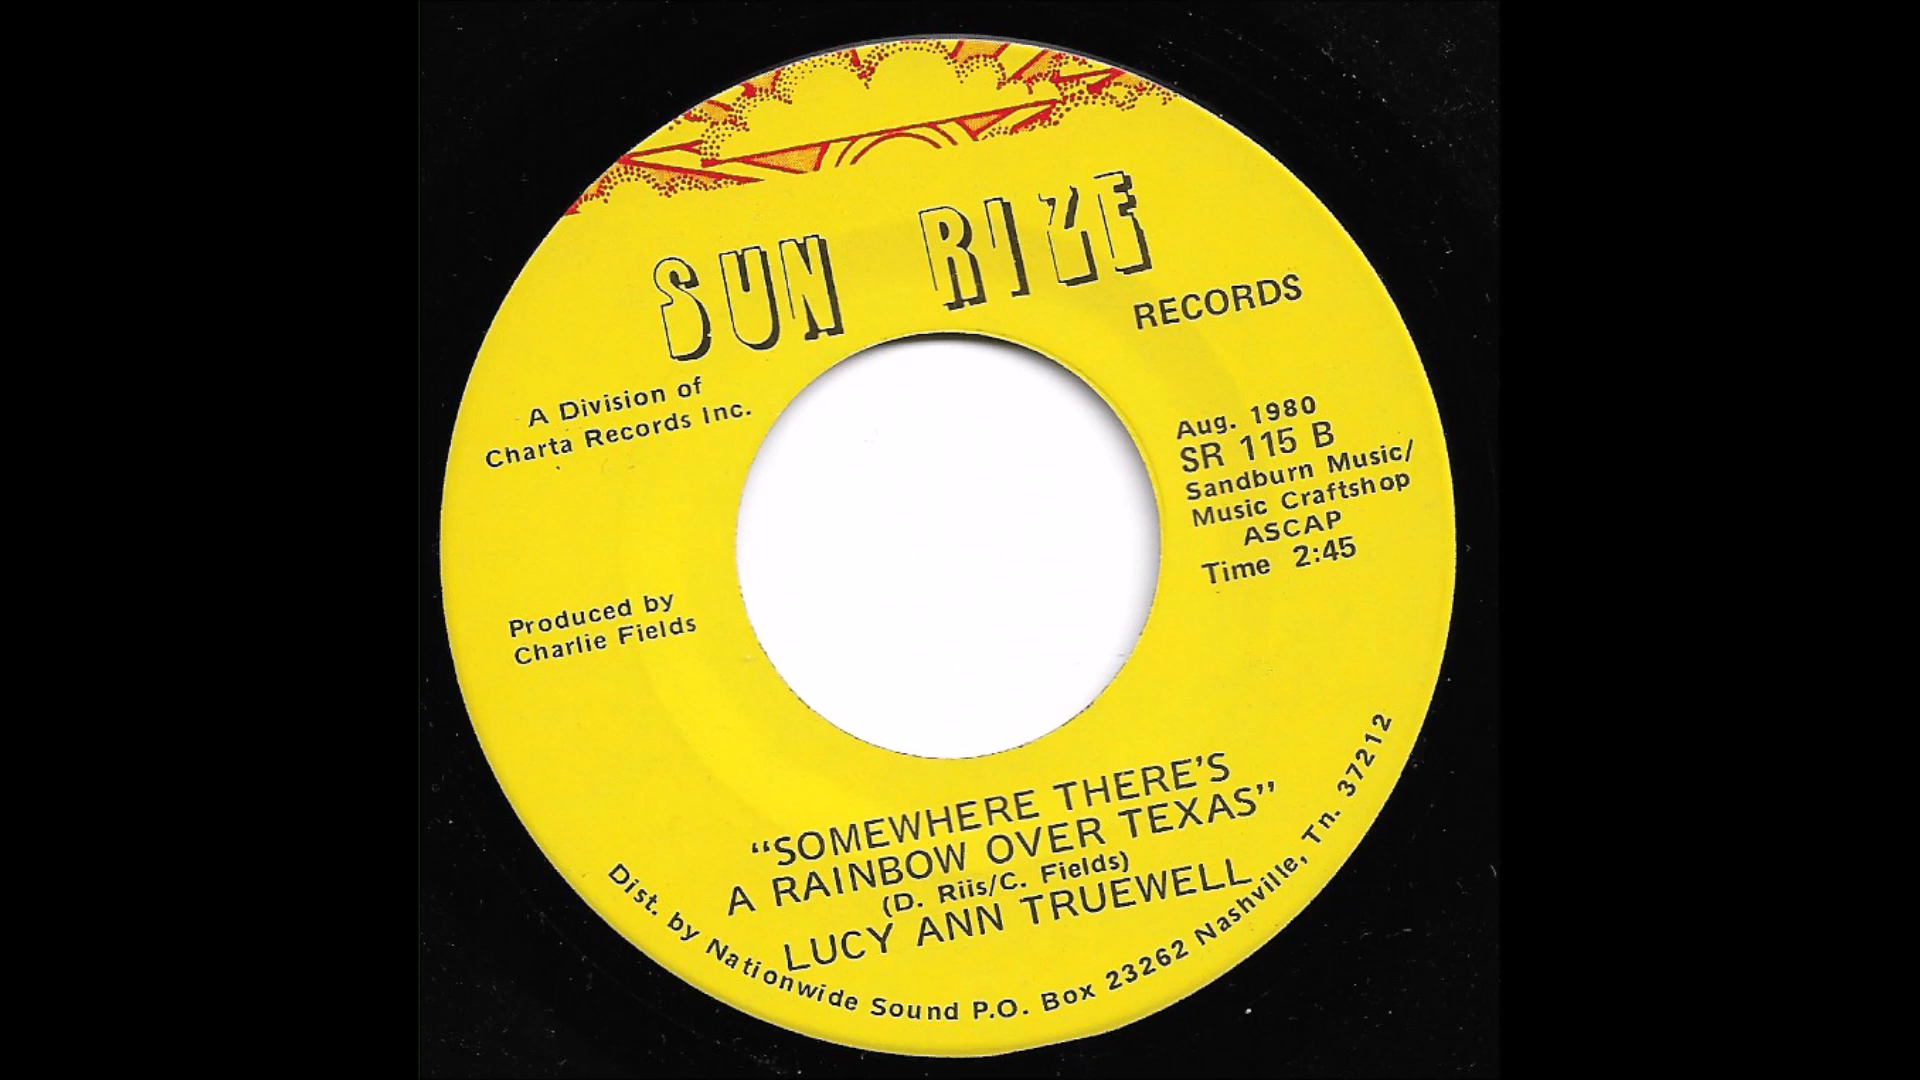 SUN RIZE
RECORDS
A Division of
Charta Records Inc.
Aug. 1980
SR 115 B
Sandburn Music/
Music Craftshop
ASCAP
Time 2:45
Produced by
Charlie Fields
“SOMEWHERE THERE’S
A RAINBOW OVER TEXAS”
(D. Riis/C. Fields)
LUCY ANN TRUEWELL
Dist. by Nationwide Sound P.O. Box 23262 Nashville, Tn. 37212